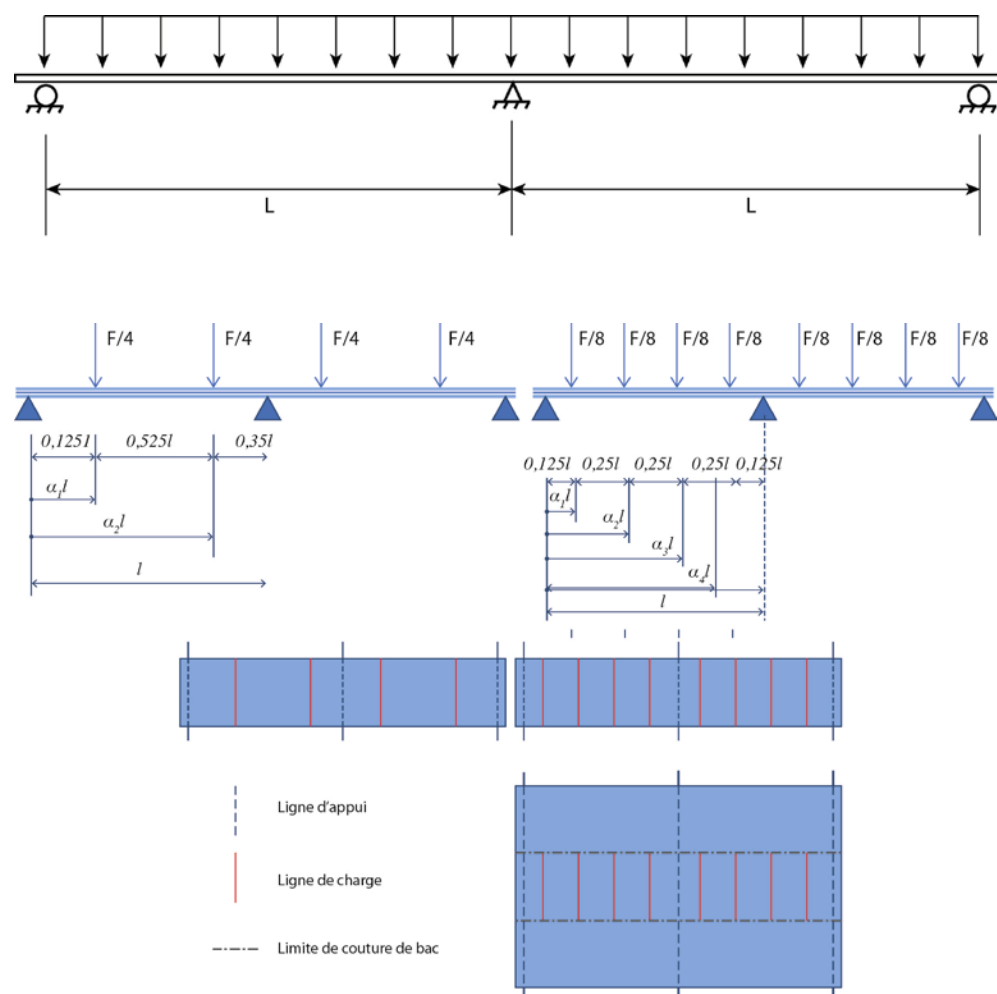 L L
F/4 F/4 F/4 F/4 F/8 F/8 F/8 F/8 F/8 F/8 F/8 F/8
0,125l 0,525l 0,35l
α₁l
α₂l
l
0,125l 0,25l 0,25l 0,25l 0,125l
α₁l
α₂l
α₃l
α₄l
l
Ligne d'appui
Ligne de charge
Limite de couture de bac